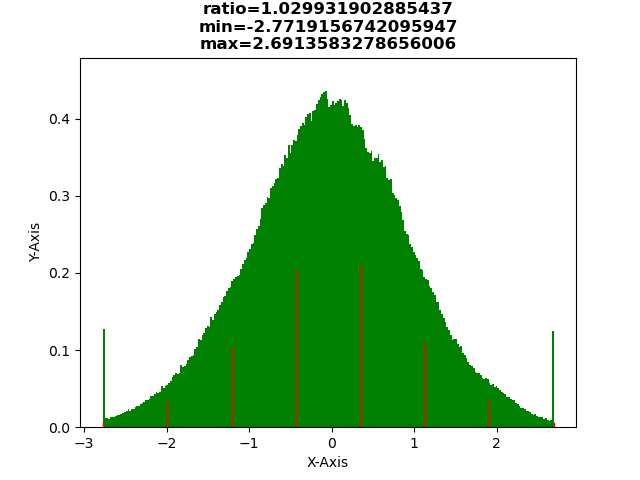 ratio=1.029931902885437
min=-2.7719156742095947
max=2.6913583278656006
0.4
0.3
0.2
0.1
0.0
Y-Axis
−3
−2
−1
0
1
2
X-Axis